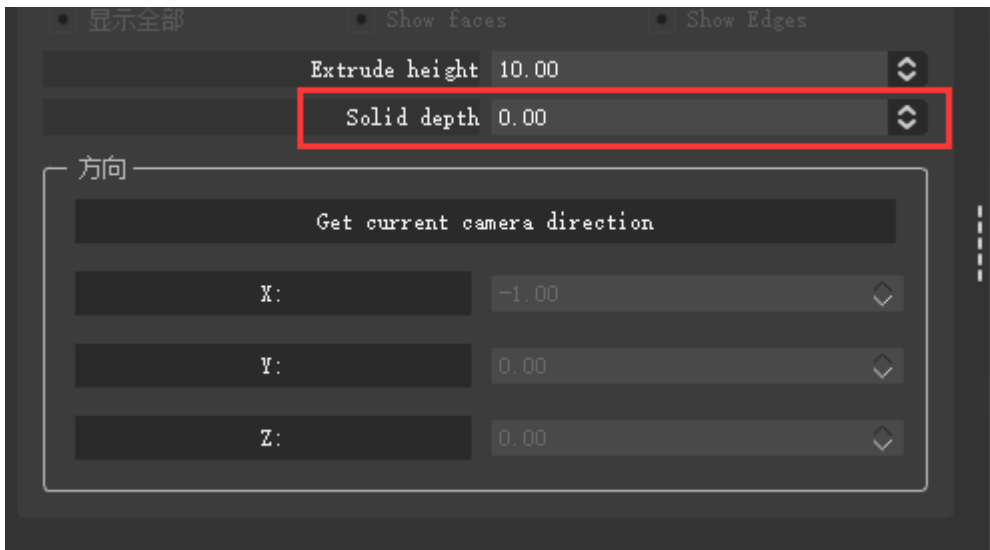 显示全部 Show faces Show Edges
Extrude height 10.00
Solid depth 0.00
方向
Get current camera direction
X: -1.00
Y: 0.00
Z: 0.00